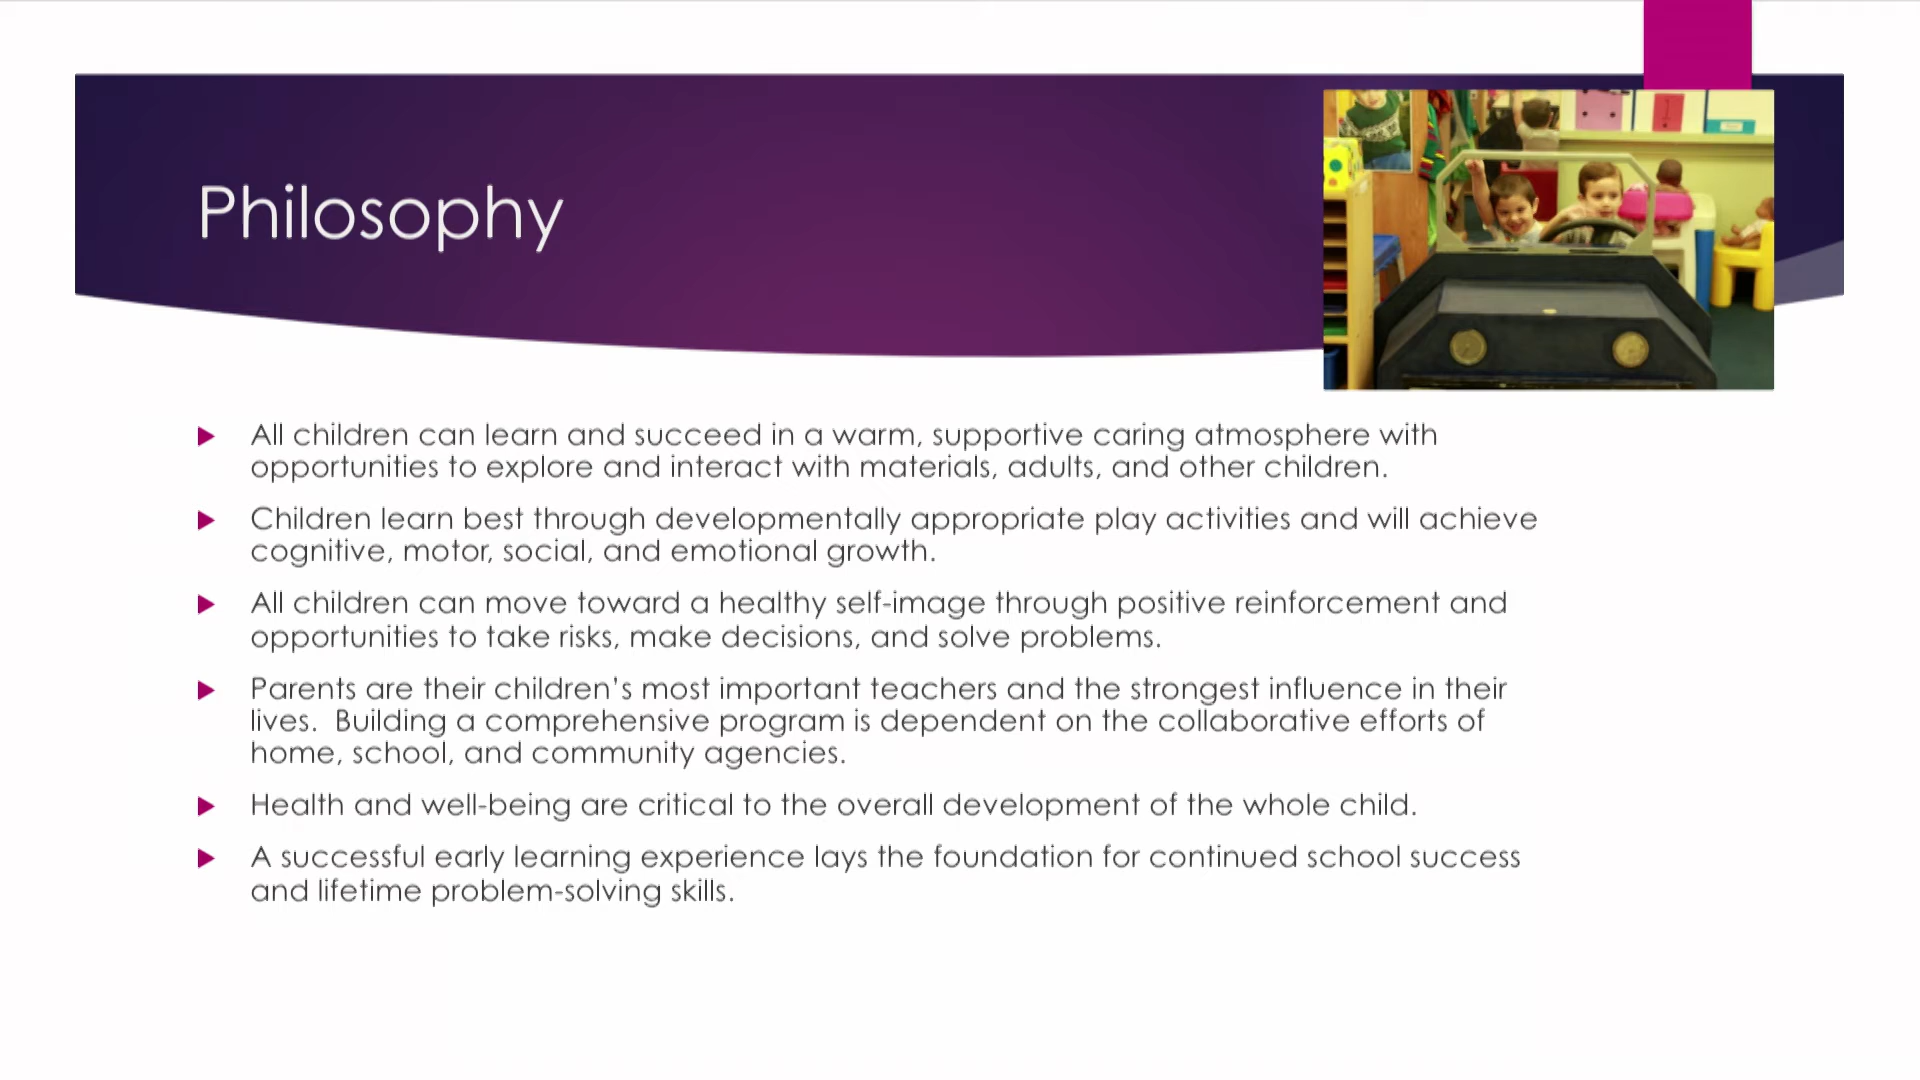 Philosophy
All children can learn and succeed in a warm, supportive caring atmosphere with
opportunities to explore and interact with materials, adults, and other children.
Children learn best through developmentally appropriate play activities and will achieve
cognitive, motor, social, and emotional growth.
All children can move toward a healthy self-image through positive reinforcement and
opportunities to take risks, make decisions, and solve problems.
Parents are their children’s most important teachers and the strongest influence in their
lives.  Building a comprehensive program is dependent on the collaborative efforts of
home, school, and community agencies.
Health and well-being are critical to the overall development of the whole child.
A successful early learning experience lays the foundation for continued school success
and lifetime problem-solving skills.